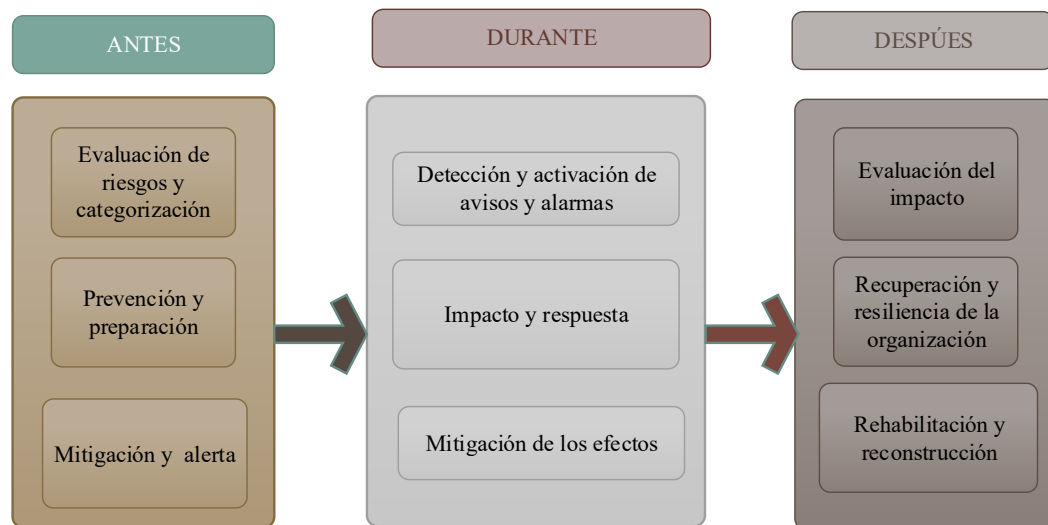 ANTES
Evaluación de
riesgos y
categorización
Prevención y
preparación
Mitigación y  alerta
DURANTE
Detección y activación de
avisos y alarmas
Impacto y respuesta
Mitigación de los efectos
DESPÚES
Evaluación del
impacto
Recuperación y
resiliencia de la
organización
Rehabilitación y
reconstrucción